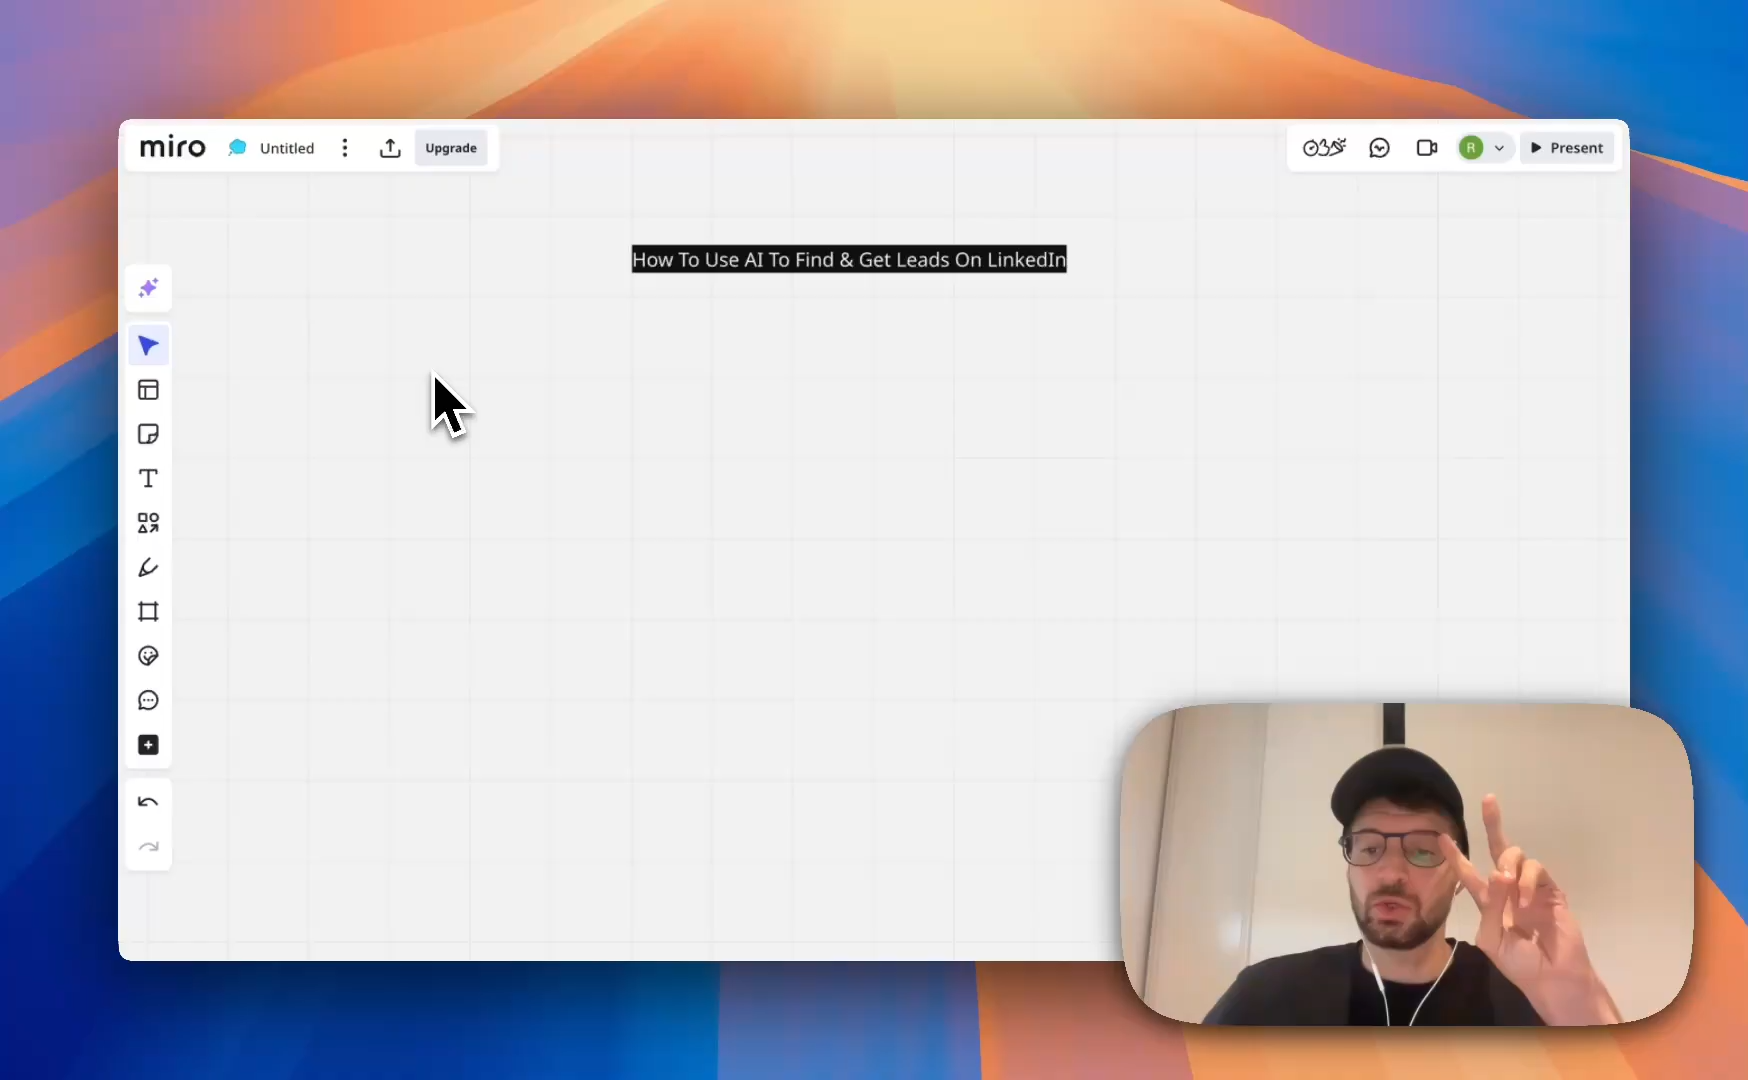 miro
Untitled
Upgrade
R
Present
How To Use AI To Find & Get Leads On LinkedIn